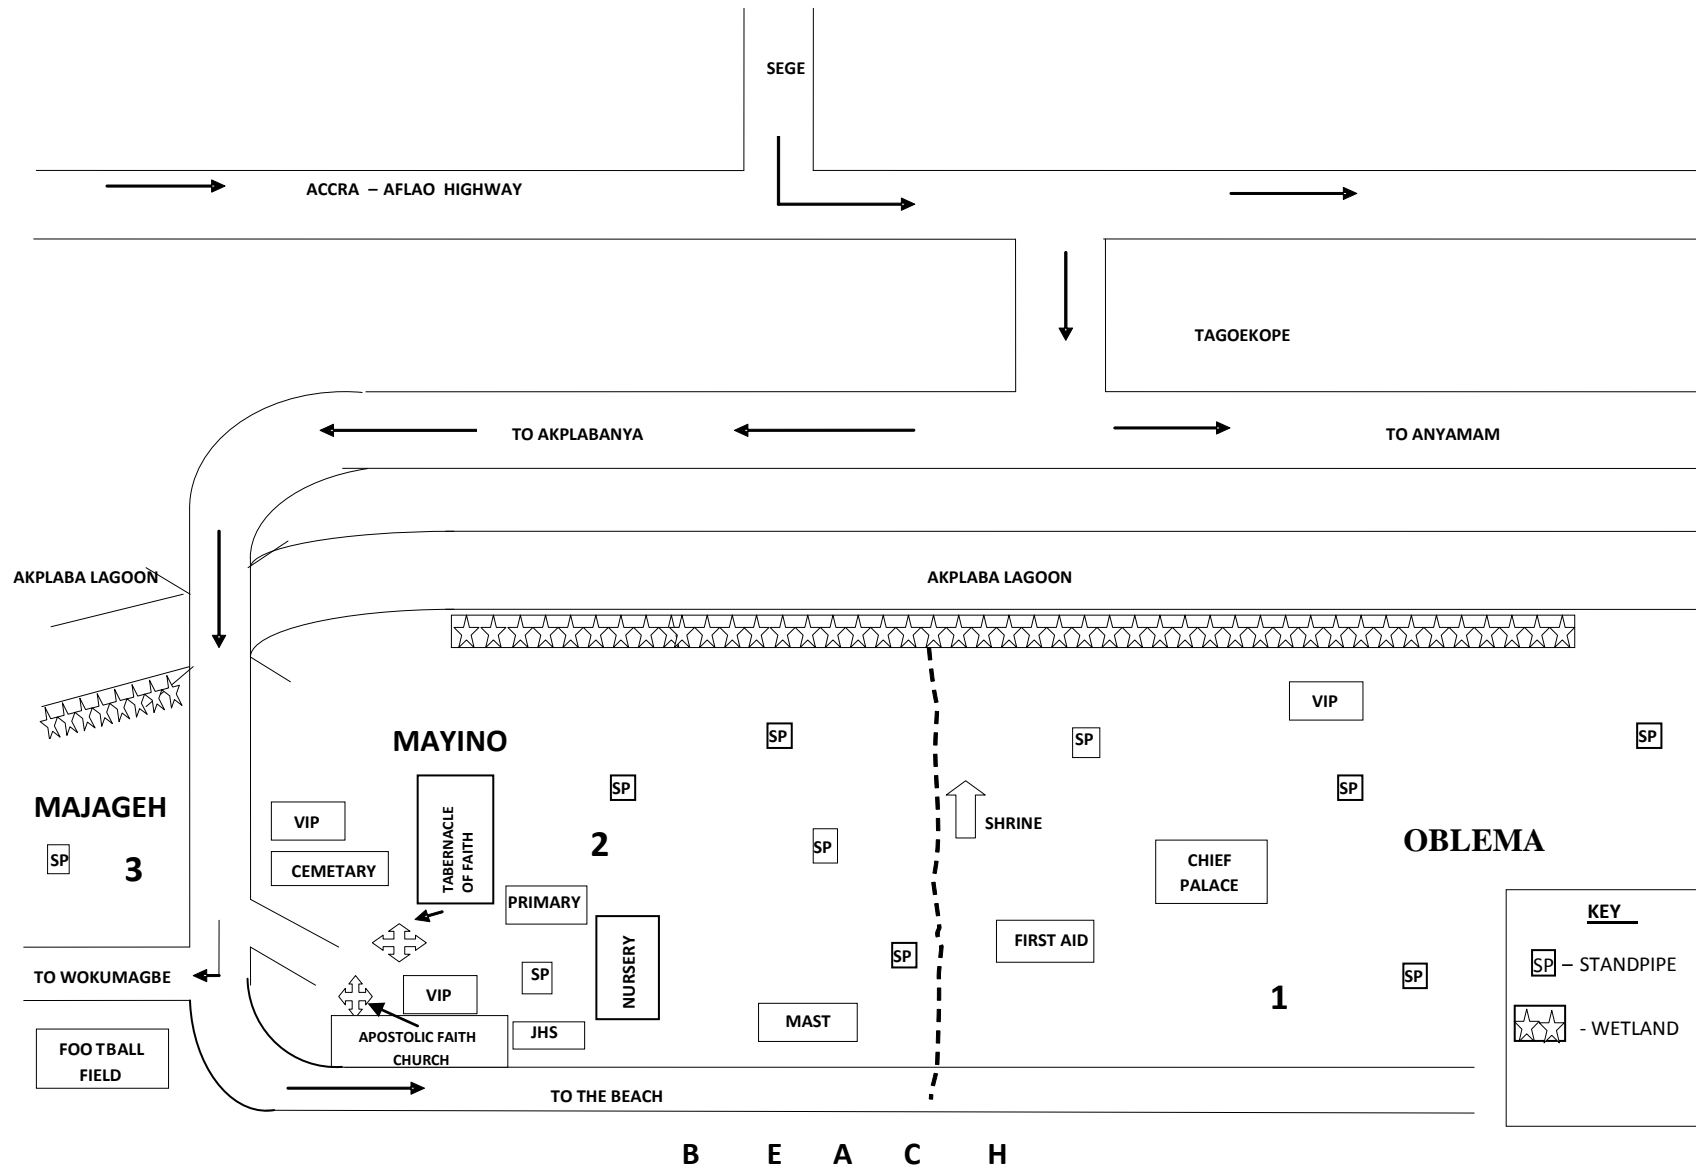 SEGE
ACCRA – AFLAO HIGHWAY
TAGOEKOPE
TO AKPLABANYA
TO ANYAMAM
AKPLABA LAGOON
AKPLABA LAGOON
VIP
MAYINO
SP
SP
SP
SP
SP
MAJAGEH
VIP
TABERNACLE
OF FAITH
SHRINE
SP
3
CEMETARY
2
SP
CHIEF
PALACE
OBLEMA
PRIMARY
NURSERY
SP
FIRST AID
KEY
SP – STANDPIPE
- WETLAND
TO WOKUMAGBE
VIP
SP
SP
1
MAST
APOSTOLIC FAITH
CHURCH
JHS
FOO TBALL
FIELD
TO THE BEACH
B E A C H